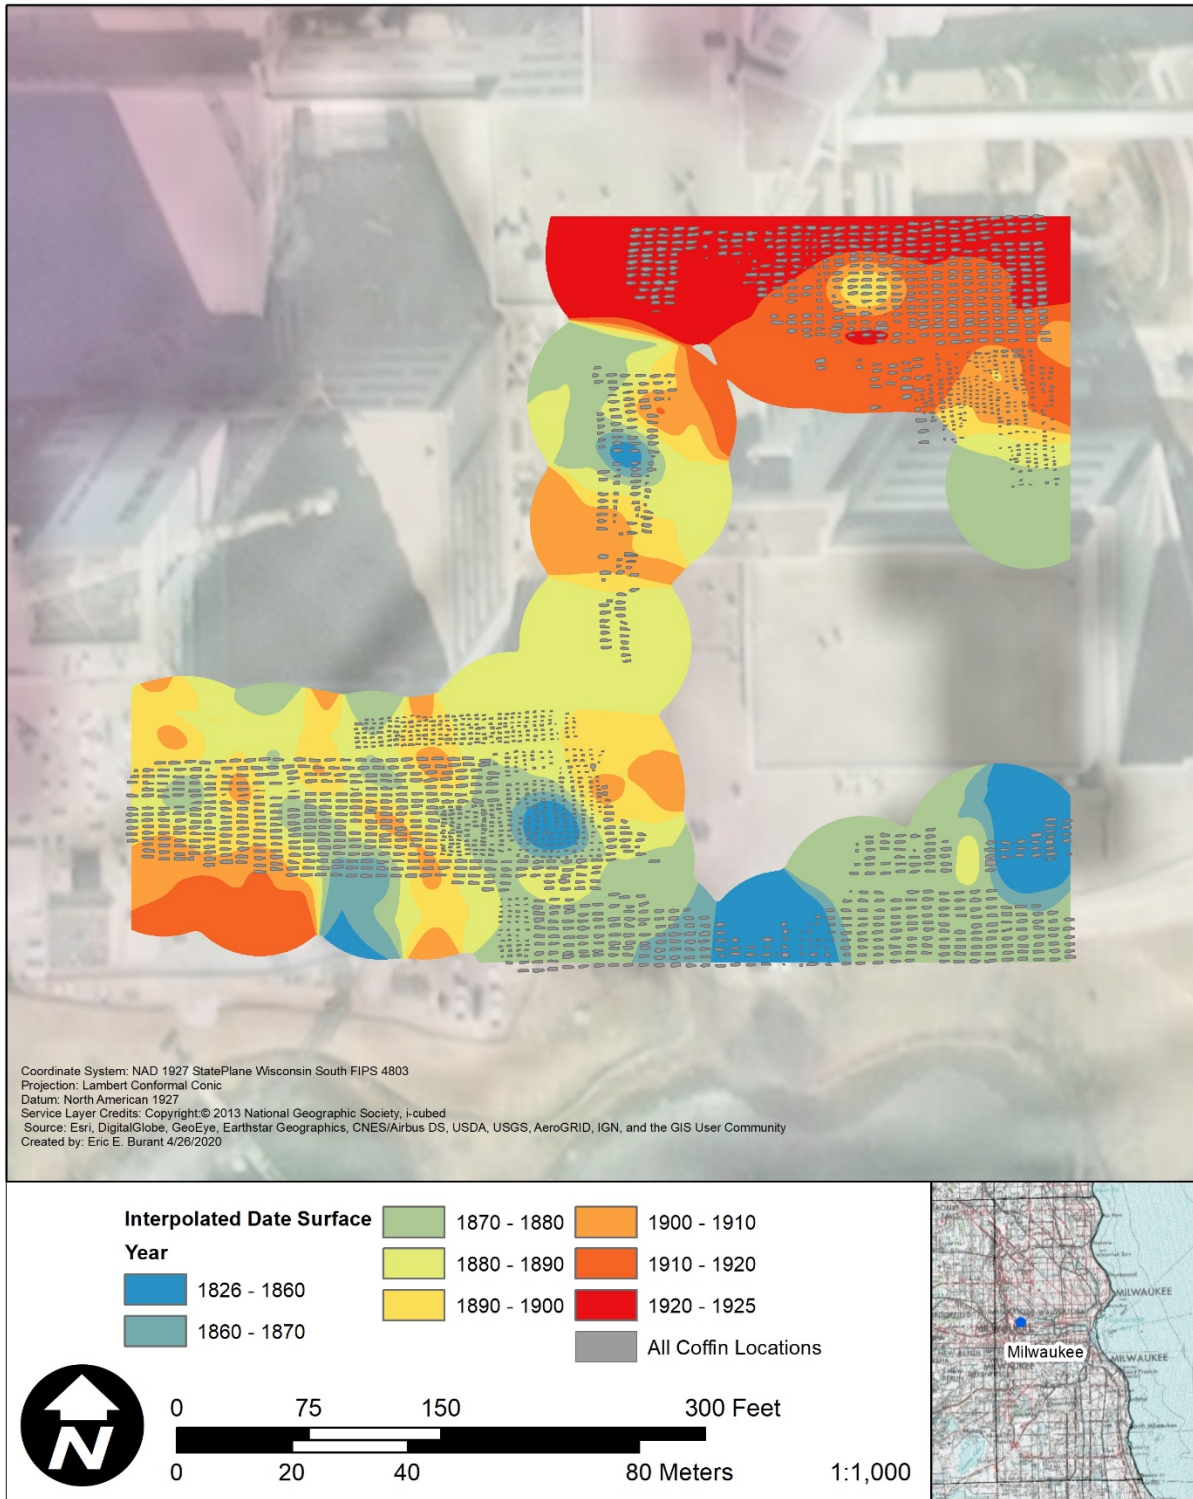 Coordinate System: NAD 1927 StatePlane Wisconsin South FIPS 4803
Projection: Lambert Conformal Conic
Datum: North American 1927
Service Layer Credits: Copyright:© 2013 National Geographic Society, i-cubed
Source: Esri, DigitalGlobe, GeoEye, Earthstar Geographics, CNES/Airbus DS, USDA, USGS, AeroGRID, IGN, and the GIS User Community
Created by: Eric E. Burant 4/26/2020
Interpolated Date Surface
Year
1826 - 1860
1860 - 1870
1870 - 1880
1880 - 1890
1890 - 1900
1900 - 1910
1910 - 1920
1920 - 1925
All Coffin Locations
N
0 75 150 300 Feet
0 20 40 80 Meters
1:1,000
MILWAUKEE
Milwaukee
MILWAUKEE